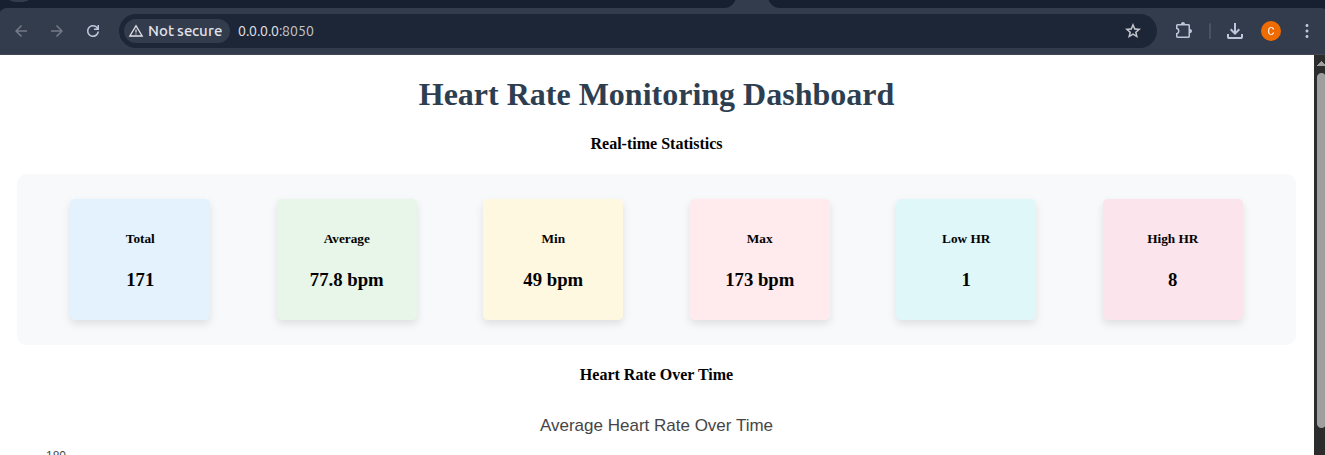 Not secure 0.0.0.0:8050 C
Heart Rate Monitoring Dashboard
Real-time Statistics
Total Average Min Max Low HR High HR
171 77.8 bpm 49 bpm 173 bpm 1 8
Heart Rate Over Time
Average Heart Rate Over Time
180